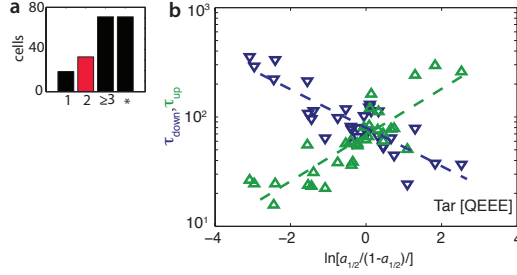 a
b
80
40
0
cells
1 2 ≥3 *
τdown, τup
10³
10²
10¹
Tar [QEEE]
−4 −2 0 2 4
ln[a1/2/(1-a1/2)/]